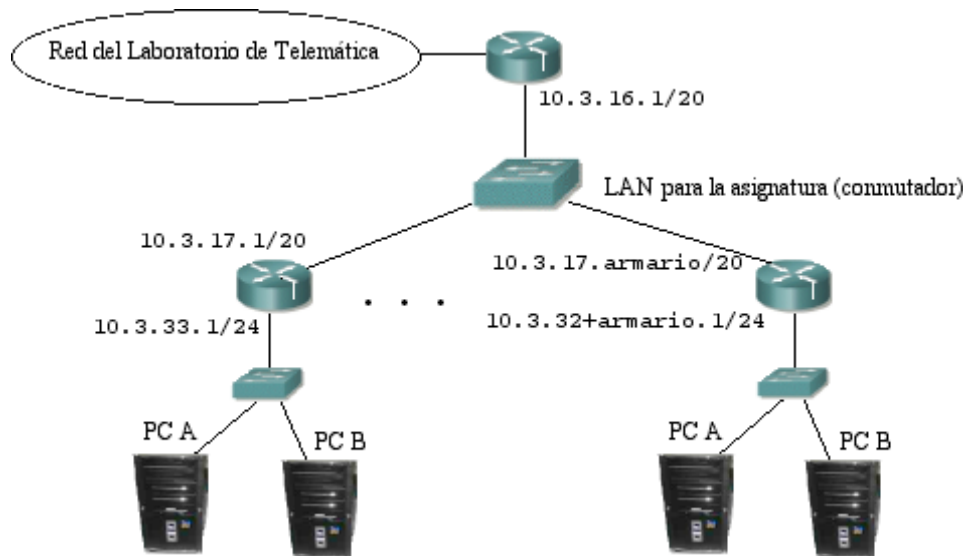 Red del Laboratorio de Telemática
10.3.16.1/20
LAN para la asignatura (conmutador)
10.3.17.1/20
10.3.17.armario/20
. . .
10.3.33.1/24
10.3.32+armario.1/24
PC A
PC B
PC A
PC B